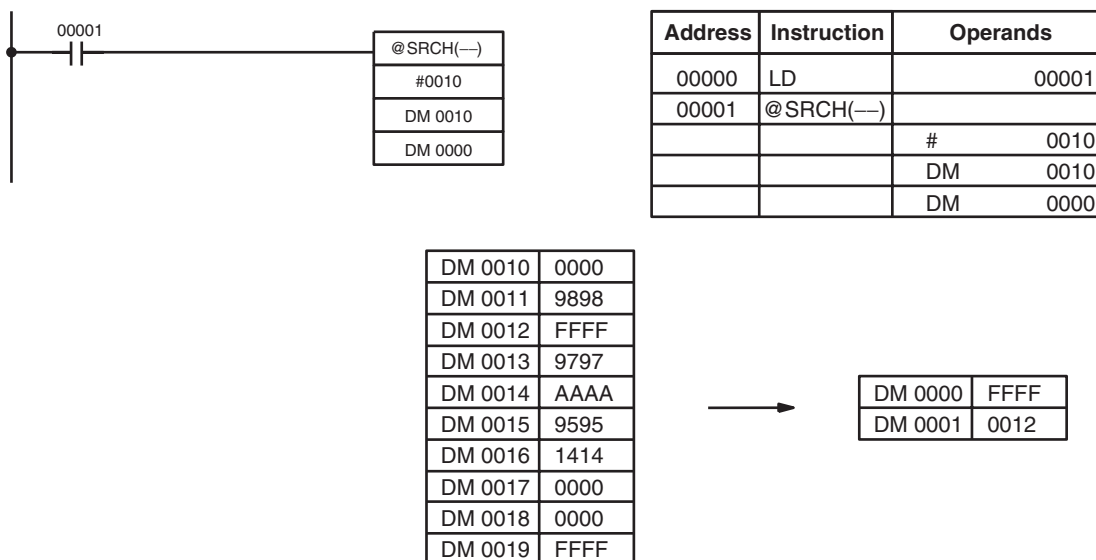 00001
@SRCH(––)
#0010
DM 0010
DM 0000
Address Instruction Operands
00000 LD 00001
00001 @SRCH(––)
# 0010
DM 0010
DM 0000
DM 0010 0000
DM 0011 9898
DM 0012 FFFF
DM 0013 9797
DM 0014 AAAA
DM 0015 9595
DM 0016 1414
DM 0017 0000
DM 0018 0000
DM 0019 FFFF
DM 0000 FFFF
DM 0001 0012